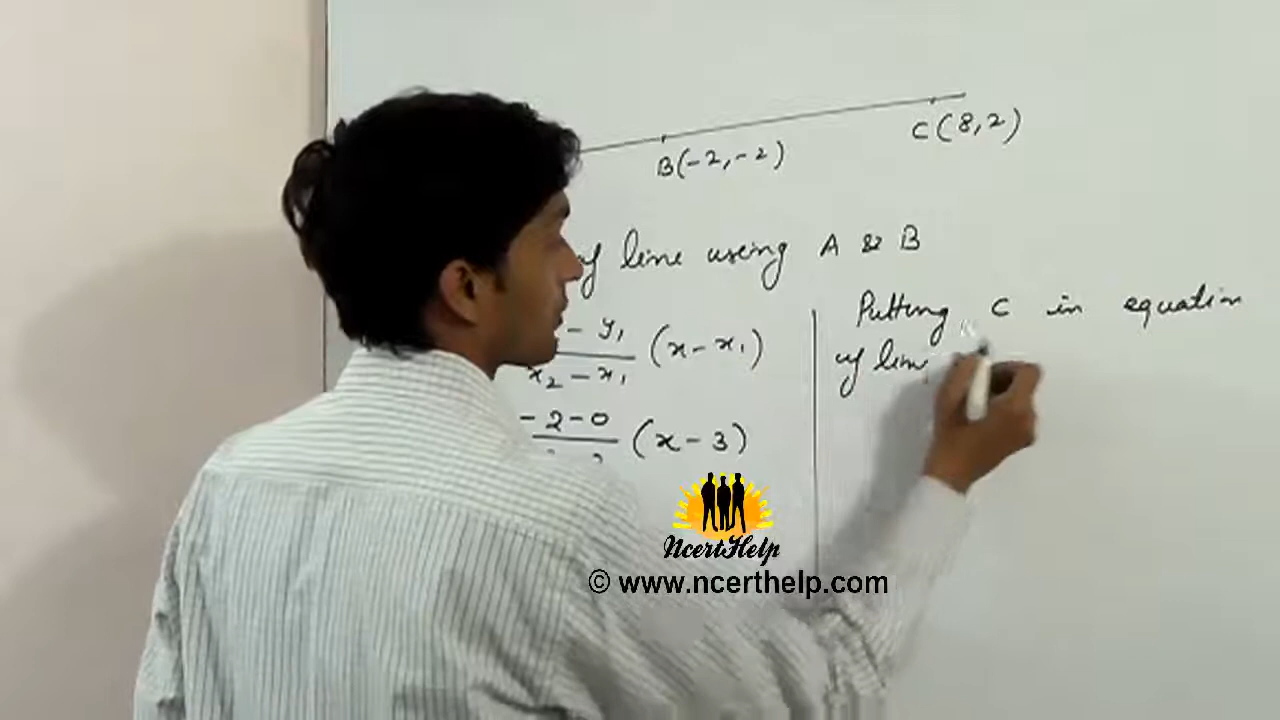 C(8,2)
B(-2,-2)
of line using A & B
- y₁ / x₂ - x₁ (x - x₁)
-2-0 (x-3)
Putting C in equation
of line
NcertHelp
© www.ncerthelp.com